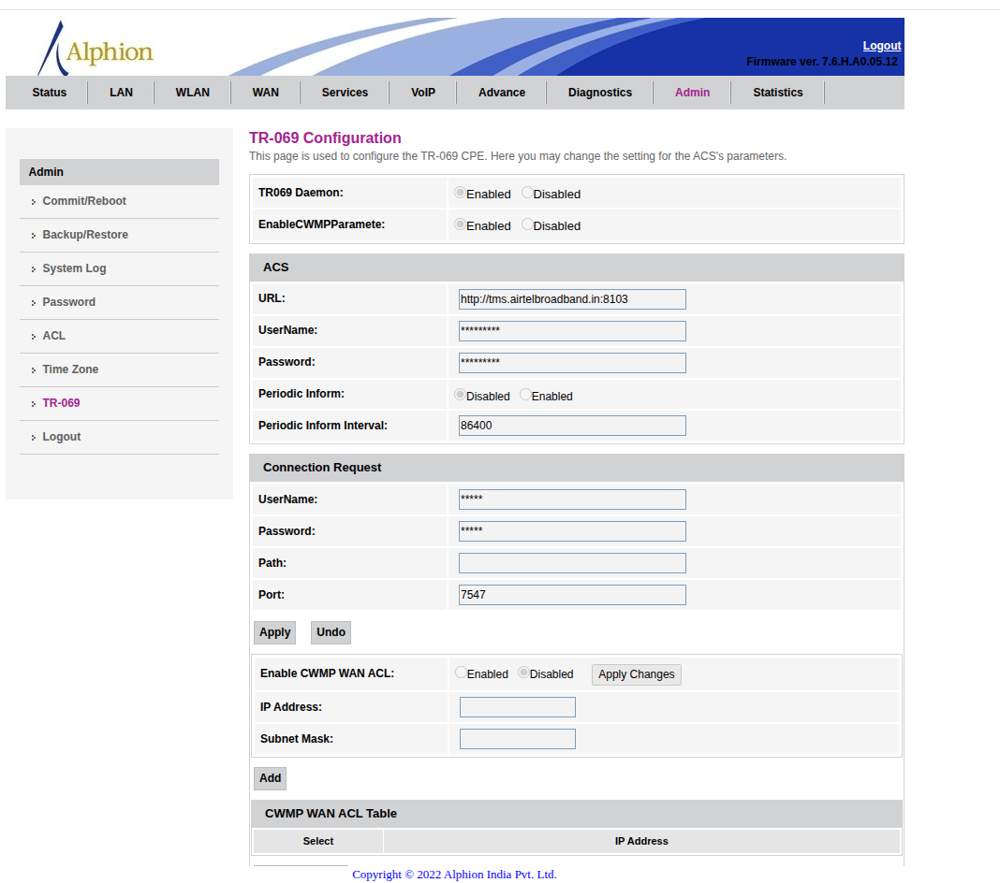 Alphion
Logout
Firmware ver. 7.6.H.A0.05.12
Status LAN WLAN WAN Services VoIP Advance Diagnostics Admin Statistics
Admin
Commit/Reboot
Backup/Restore
System Log
Password
ACL
Time Zone
TR-069
Logout
TR-069 Configuration
This page is used to configure the TR-069 CPE. Here you may change the setting for the ACS's parameters.
TR069 Daemon: Enabled Disabled
EnableCWMPParamete: Enabled Disabled
ACS
URL: http://tms.airtelbroadband.in:8103
UserName: *********
Password: *********
Periodic Inform: Disabled Enabled
Periodic Inform Interval: 86400
Connection Request
UserName: *****
Password: *****
Path:
Port: 7547
Apply Undo
Enable CWMP WAN ACL: Enabled Disabled Apply Changes
IP Address:
Subnet Mask:
Add
CWMP WAN ACL Table
Select IP Address
Copyright © 2022 Alphion India Pvt. Ltd.